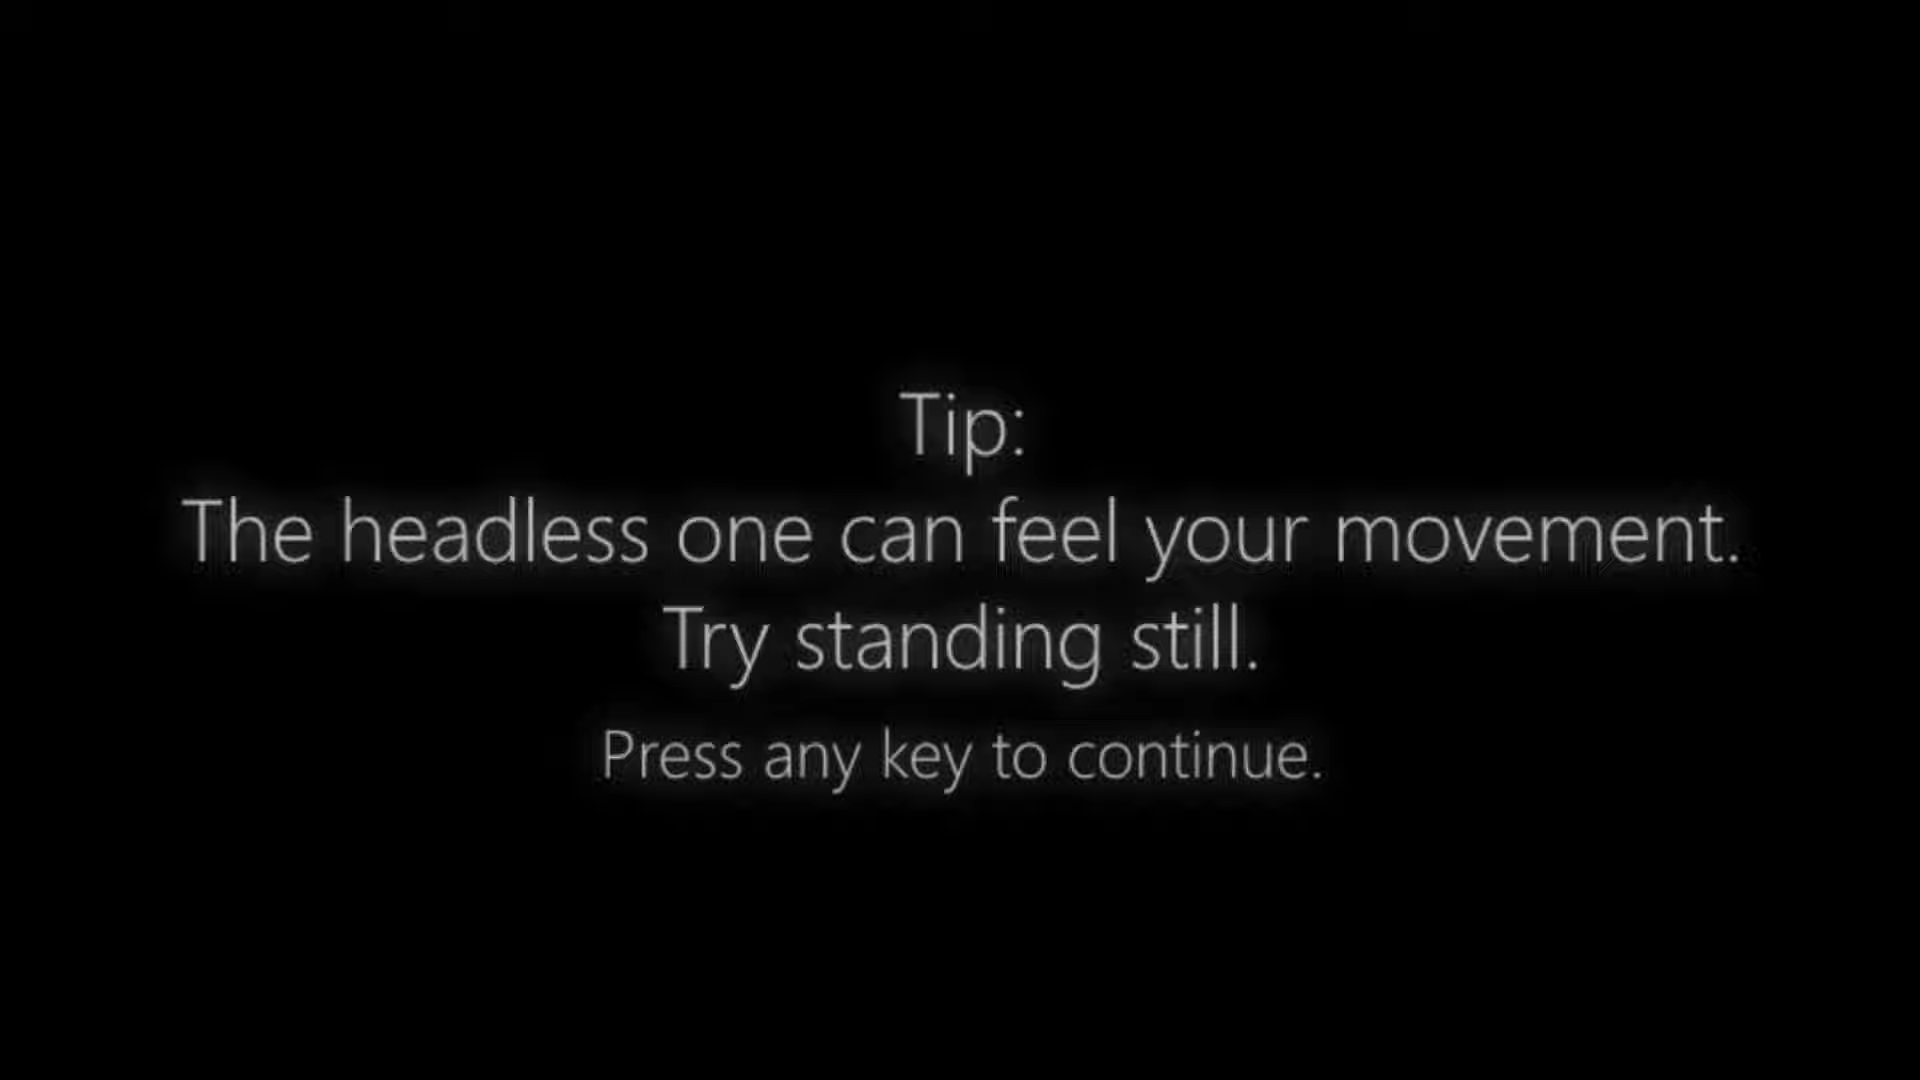 Tip:
The headless one can feel your movement.
Try standing still.
Press any key to continue.